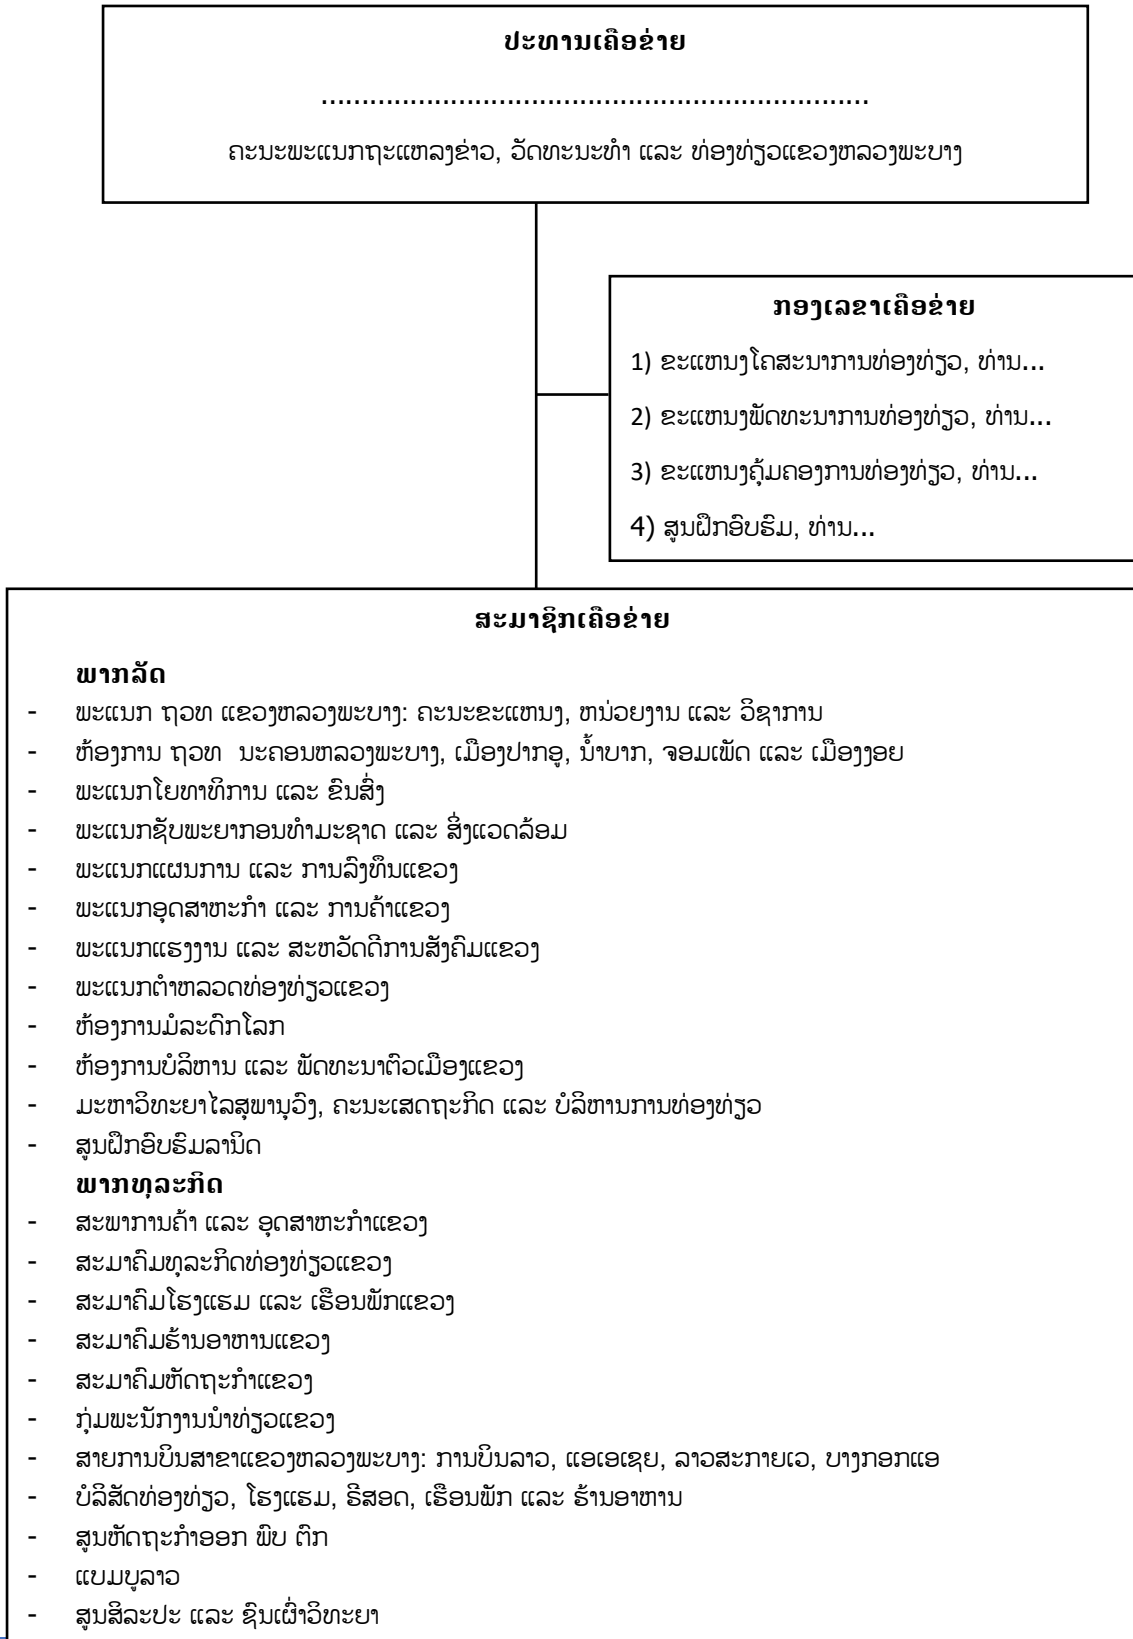 ປະທານເຄືອຂ່າຍ
...................................................................
ຄະນະພະແນກຖະແຫລງຂ່າວ, ວັດທະນະທຳ ແລະ ທ່ອງທ່ຽວແຂວງຫລວງພະບາງ
ກອງເລຂາເຄືອຂ່າຍ
1) ຂະແຫນງໂຄສະນາການທ່ອງທ່ຽວ, ທ່ານ...
2) ຂະແຫນງພັດທະນາການທ່ອງທ່ຽວ, ທ່ານ...
3) ຂະແຫນງຄຸ້ມຄອງການທ່ອງທ່ຽວ, ທ່ານ...
4) ສູນຝຶກອົບຮົມ, ທ່ານ...
ສະມາຊິກເຄືອຂ່າຍ
ພາກລັດ
- ພະແນກ ຖວທ ແຂວງຫລວງພະບາງ: ຄະນະຂະແຫນງ, ຫນ່ວຍງານ ແລະ ວິຊາການ
- ຫ້ອງການ ຖວທ ນະຄອນຫລວງພະບາງ, ເມືອງປາກອູ, ນ້ຳບາກ, ຈອມເພັດ ແລະ ເມືອງງອຍ
- ພະແນກໂຍທາທິການ ແລະ ຂົນສົ່ງ
- ພະແນກຊັບພະຍາກອນທຳມະຊາດ ແລະ ສິ່ງແວດລ້ອມ
- ພະແນກແຜນການ ແລະ ການລົງທຶນແຂວງ
- ພະແນກອຸດສາຫະກຳ ແລະ ການຄ້າແຂວງ
- ພະແນກແຮງງານ ແລະ ສະຫວັດດີການສັງຄົມແຂວງ
- ພະແນກຕຳຫລວດທ່ອງທ່ຽວແຂວງ
- ຫ້ອງການມໍລະດົກໂລກ
- ຫ້ອງການບໍລິຫານ ແລະ ພັດທະນາຕົວເມືອງແຂວງ
- ມະຫາວິທະຍາໄລສຸພານຸວົງ, ຄະນະເສດຖະກິດ ແລະ ບໍລິຫານການທ່ອງທ່ຽວ
- ສູນຝຶກອົບຮົມລານິດ
ພາກທຸລະກິດ
- ສະພາການຄ້າ ແລະ ອຸດສາຫະກຳແຂວງ
- ສະມາຄົມທຸລະກິດທ່ອງທ່ຽວແຂວງ
- ສະມາຄົມໂຮງແຮມ ແລະ ເຮືອນພັກແຂວງ
- ສະມາຄົມຮ້ານອາຫານແຂວງ
- ສະມາຄົມຫັດຖະກຳແຂວງ
- ກຸ່ມພະນັກງານນຳທ່ຽວແຂວງ
- ສາຍການບິນສາຂາແຂວງຫລວງພະບາງ: ການບິນລາວ, ແອເອເຊຍ, ລາວສະກາຍເວ, ບາງກອກແອ
- ບໍລິສັດທ່ອງທ່ຽວ, ໂຮງແຮມ, ຣີສອດ, ເຮືອນພັກ ແລະ ຮ້ານອາຫານ
- ສູນຫັດຖະກຳອອກ ພົບ ຕົກ
- ແບມບູລາວ
- ສູນສິລະປະ ແລະ ຊົນເຜົ່າວິທະຍາ